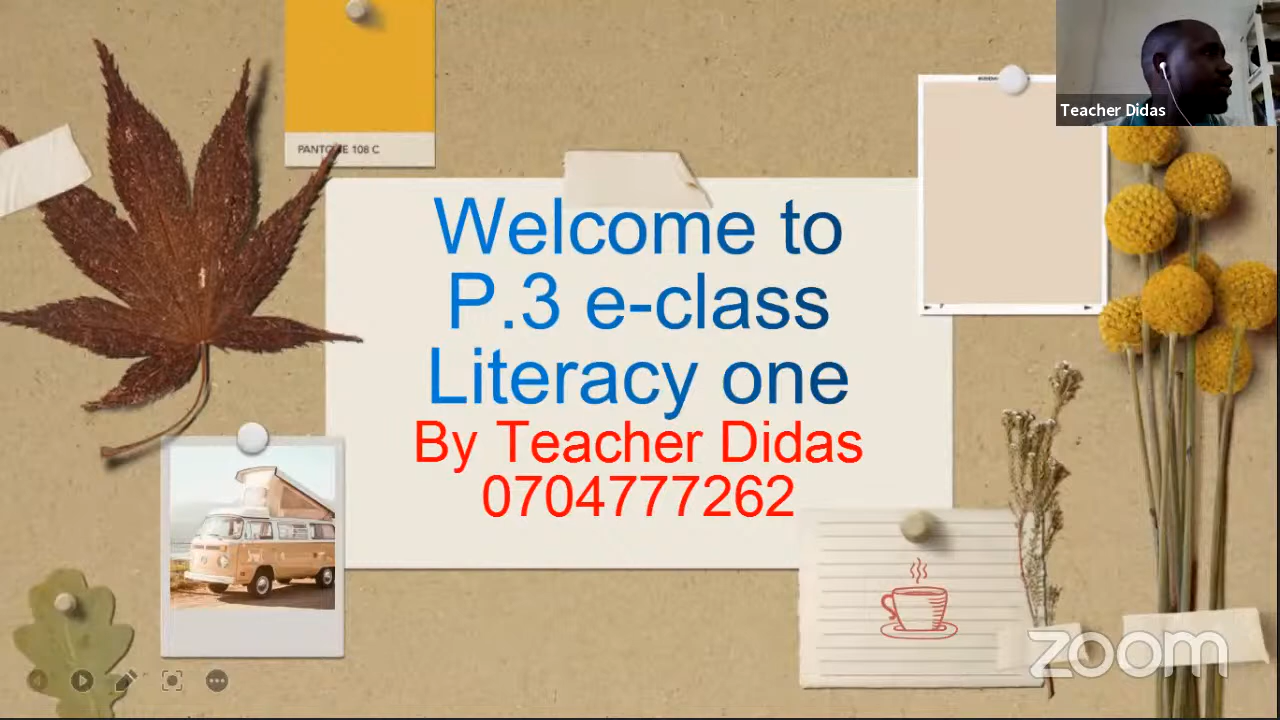 Teacher Didas
PANTONE 108 C
Welcome to
P.3 e-class
Literacy one
By Teacher Didas
0704777262
zoom